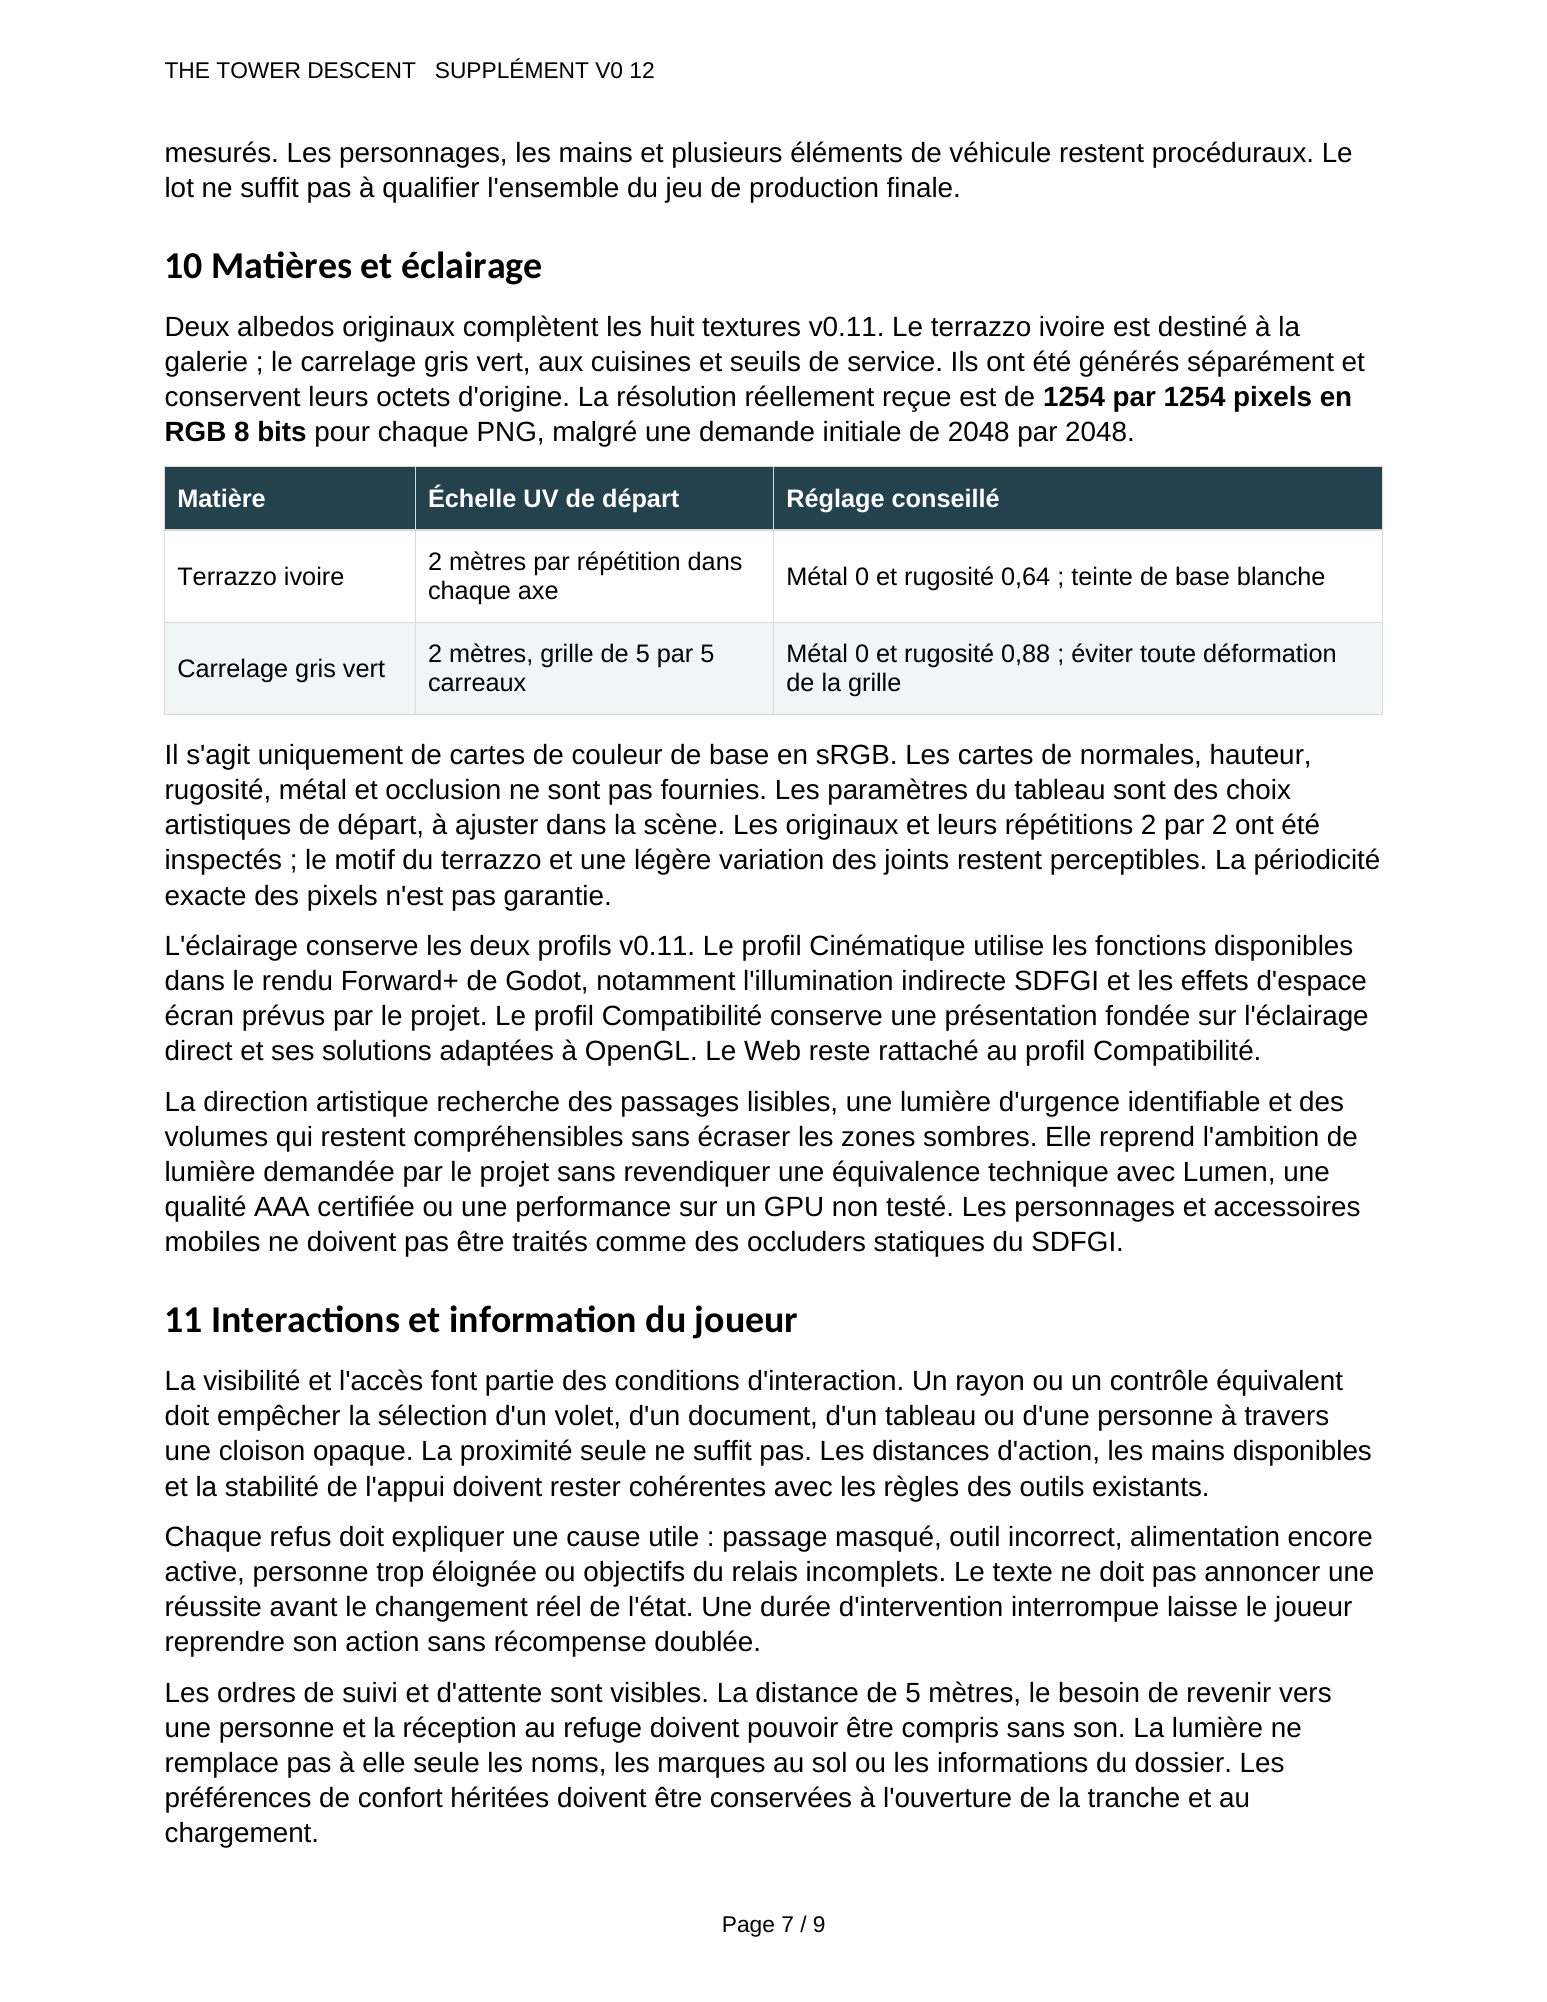 THE TOWER DESCENT   SUPPLÉMENT V0 12
mesurés. Les personnages, les mains et plusieurs éléments de véhicule restent procéduraux. Le
lot ne suffit pas à qualifier l'ensemble du jeu de production finale.
10 Matières et éclairage
Deux albedos originaux complètent les huit textures v0.11. Le terrazzo ivoire est destiné à la
galerie ; le carrelage gris vert, aux cuisines et seuils de service. Ils ont été générés séparément et
conservent leurs octets d'origine. La résolution réellement reçue est de 1254 par 1254 pixels en
RGB 8 bits pour chaque PNG, malgré une demande initiale de 2048 par 2048.
Matière
Échelle UV de départ
Réglage conseillé
Terrazzo ivoire
2 mètres par répétition dans
chaque axe
Métal 0 et rugosité 0,64 ; teinte de base blanche
Carrelage gris vert
2 mètres, grille de 5 par 5
carreaux
Métal 0 et rugosité 0,88 ; éviter toute déformation
de la grille
Il s'agit uniquement de cartes de couleur de base en sRGB. Les cartes de normales, hauteur,
rugosité, métal et occlusion ne sont pas fournies. Les paramètres du tableau sont des choix
artistiques de départ, à ajuster dans la scène. Les originaux et leurs répétitions 2 par 2 ont été
inspectés ; le motif du terrazzo et une légère variation des joints restent perceptibles. La périodicité
exacte des pixels n'est pas garantie.
L'éclairage conserve les deux profils v0.11. Le profil Cinématique utilise les fonctions disponibles
dans le rendu Forward+ de Godot, notamment l'illumination indirecte SDFGI et les effets d'espace
écran prévus par le projet. Le profil Compatibilité conserve une présentation fondée sur l'éclairage
direct et ses solutions adaptées à OpenGL. Le Web reste rattaché au profil Compatibilité.
La direction artistique recherche des passages lisibles, une lumière d'urgence identifiable et des
volumes qui restent compréhensibles sans écraser les zones sombres. Elle reprend l'ambition de
lumière demandée par le projet sans revendiquer une équivalence technique avec Lumen, une
qualité AAA certifiée ou une performance sur un GPU non testé. Les personnages et accessoires
mobiles ne doivent pas être traités comme des occluders statiques du SDFGI.
11 Interactions et information du joueur
La visibilité et l'accès font partie des conditions d'interaction. Un rayon ou un contrôle équivalent
doit empêcher la sélection d'un volet, d'un document, d'un tableau ou d'une personne à travers
une cloison opaque. La proximité seule ne suffit pas. Les distances d'action, les mains disponibles
et la stabilité de l'appui doivent rester cohérentes avec les règles des outils existants.
Chaque refus doit expliquer une cause utile : passage masqué, outil incorrect, alimentation encore
active, personne trop éloignée ou objectifs du relais incomplets. Le texte ne doit pas annoncer une
réussite avant le changement réel de l'état. Une durée d'intervention interrompue laisse le joueur
reprendre son action sans récompense doublée.
Les ordres de suivi et d'attente sont visibles. La distance de 5 mètres, le besoin de revenir vers
une personne et la réception au refuge doivent pouvoir être compris sans son. La lumière ne
remplace pas à elle seule les noms, les marques au sol ou les informations du dossier. Les
préférences de confort héritées doivent être conservées à l'ouverture de la tranche et au
chargement.
Page 7 / 9